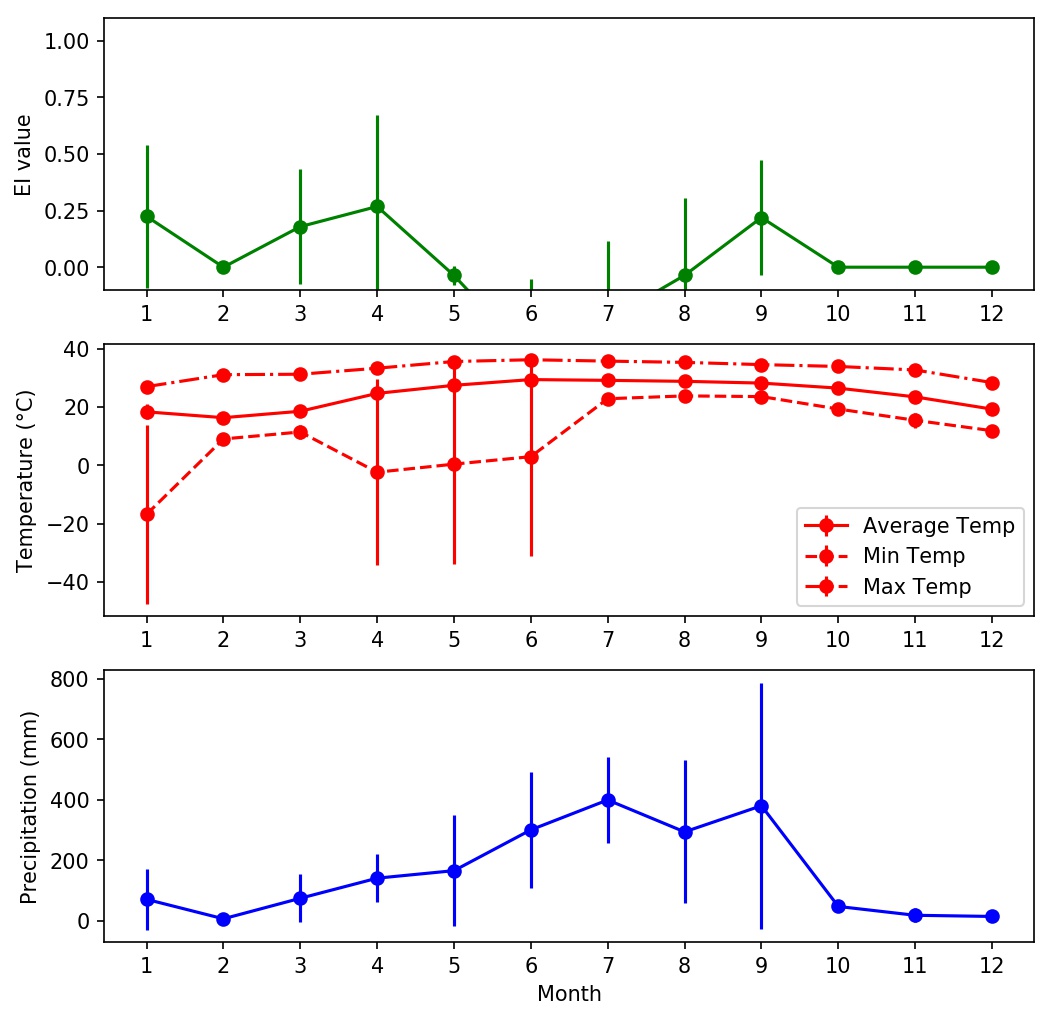 EI value
1.00
0.75
0.50
0.25
0.00
1 2 3 4 5 6 7 8 9 10 11 12
Temperature (°C)
40
20
0
−20
−40
Average Temp
Min Temp
Max Temp
1 2 3 4 5 6 7 8 9 10 11 12
Precipitation (mm)
800
600
400
200
0
1 2 3 4 5 6 7 8 9 10 11 12
Month